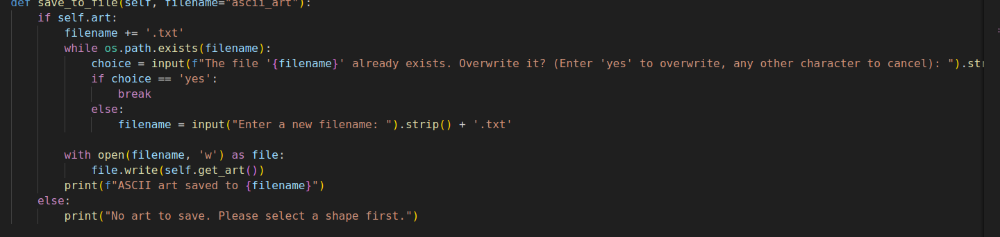 def save_to_file(self, filename="ascii_art"):
    if self.art:
        filename += '.txt'
        while os.path.exists(filename):
            choice = input(f"The file '{filename}' already exists. Overwrite it? (Enter 'yes' to overwrite, any other character to cancel): ").str
            if choice == 'yes':
                break
            else:
                filename = input("Enter a new filename: ").strip() + '.txt'

        with open(filename, 'w') as file:
            file.write(self.get_art())
        print(f"ASCII art saved to {filename}")
    else:
        print("No art to save. Please select a shape first.")